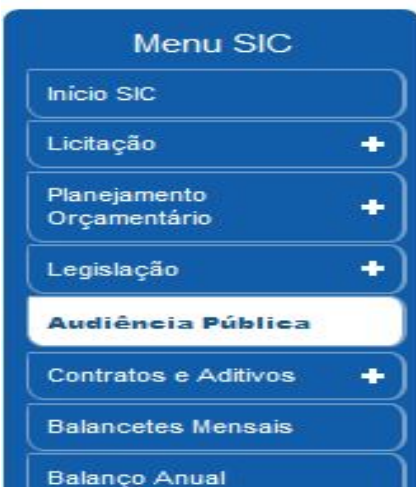 Menu SIC
Início SIC
Licitação +
Planejamento
Orçamentário +
Legislação +
Audiência Pública
Contratos e Aditivos +
Balancetes Mensais
Balanço Anual